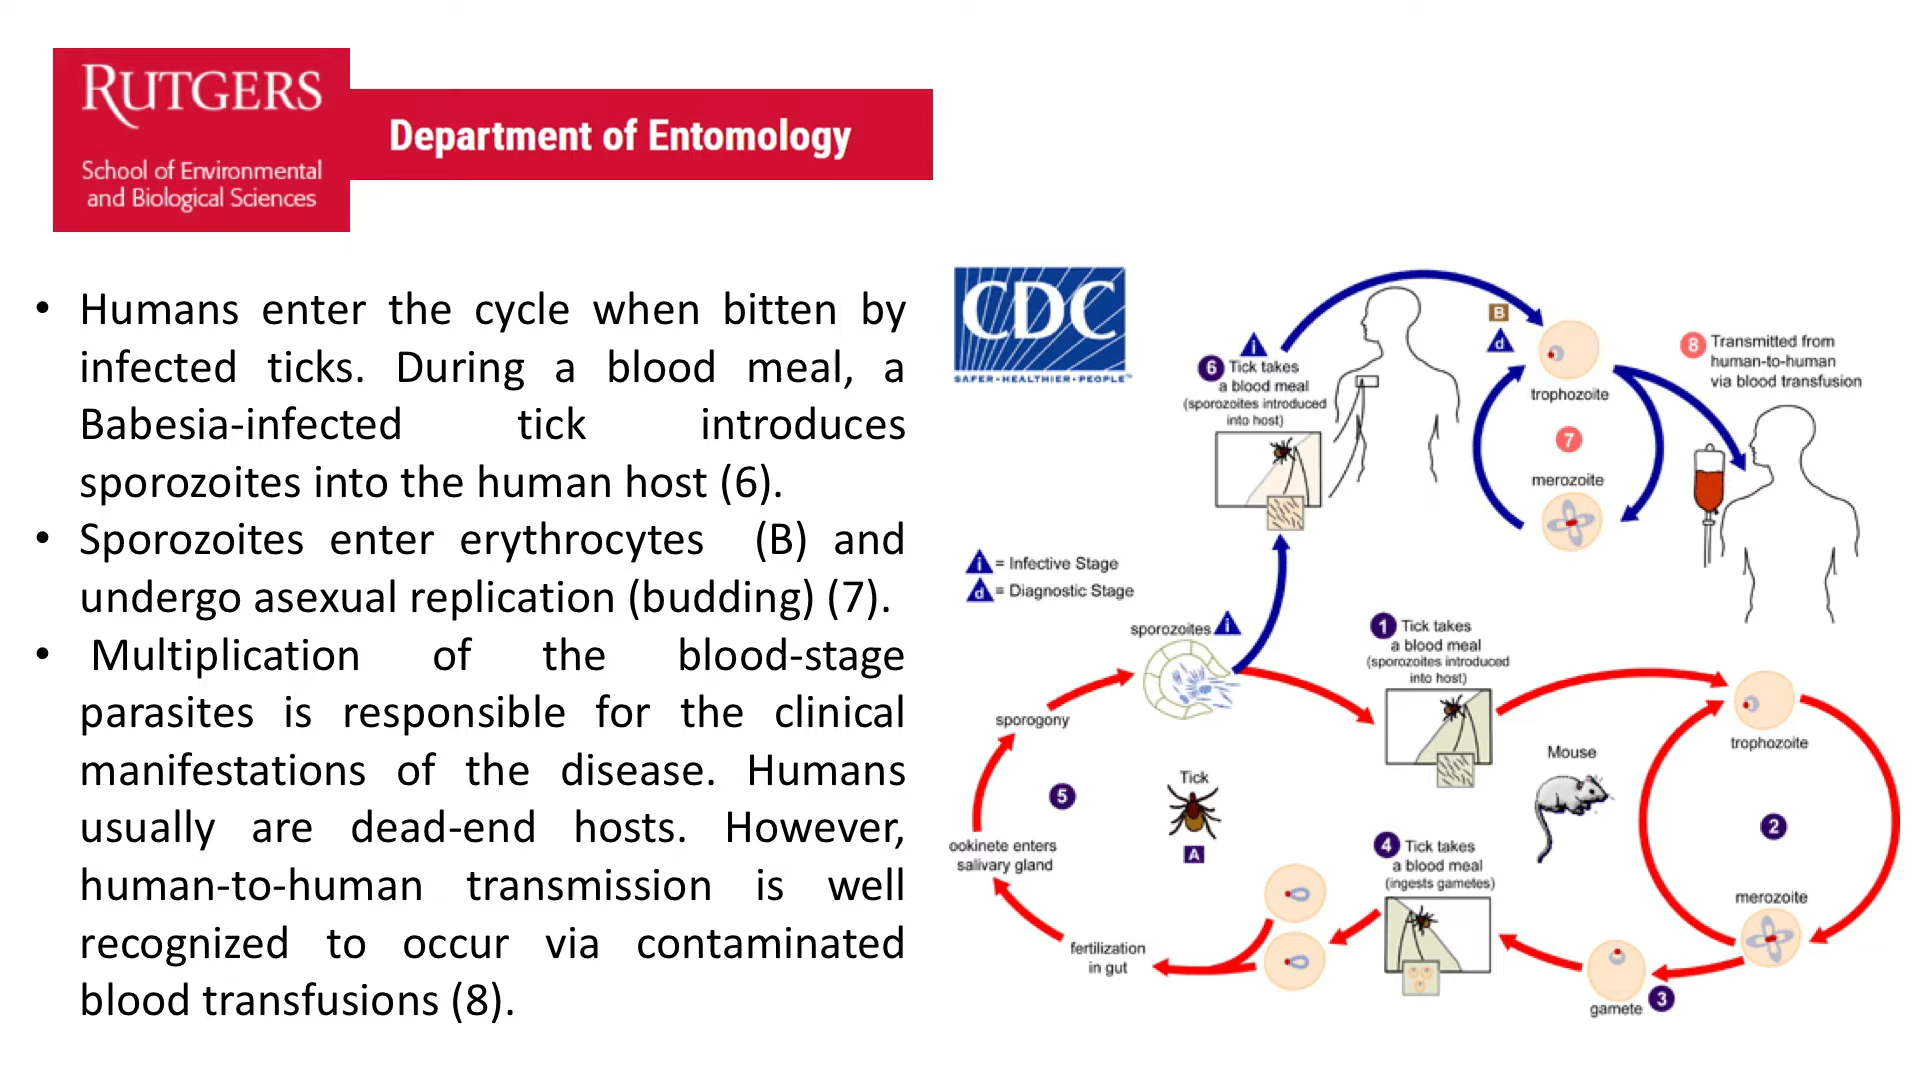 RUTGERS
School of Environmental
and Biological Sciences
Department of Entomology
• Humans enter the cycle when bitten by
infected ticks. During a blood meal, a
Babesia-infected tick introduces
sporozoites into the human host (6).
• Sporozoites enter erythrocytes (B) and
undergo asexual replication (budding) (7).
• Multiplication of the blood-stage
parasites is responsible for the clinical
manifestations of the disease. Humans
usually are dead-end hosts. However,
human-to-human transmission is well
recognized to occur via contaminated
blood transfusions (8).
CDC
SAFER•HEALTHIER•PEOPLE™
i
6 Tick takes
a blood meal
(sporozoites introduced
into host)
B
d
trophozoite
7
merozoite
8 Transmitted from
human-to-human
via blood transfusion
i = Infective Stage
d = Diagnostic Stage
sporozoites i
1 Tick takes
a blood meal
(sporozoites introduced
into host)
sporogony
trophozoite
Mouse
Tick
5
2
A
ookinete enters
salivary gland
4 Tick takes
a blood meal
(ingests gametes)
merozoite
fertilization
in gut
gamete 3